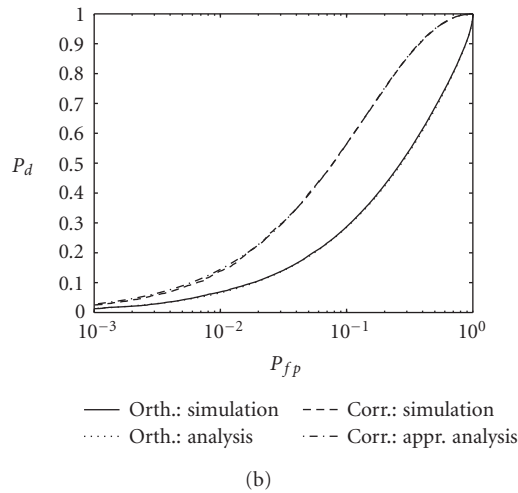 1
0.9
0.8
0.7
0.6
0.5
0.4
0.3
0.2
0.1
0
P_d
10^{-3} 10^{-2} 10^{-1} 10^{0}
P_{fp}
Orth.: simulation Corr.: simulation
Orth.: analysis Corr.: appr. analysis
(b)